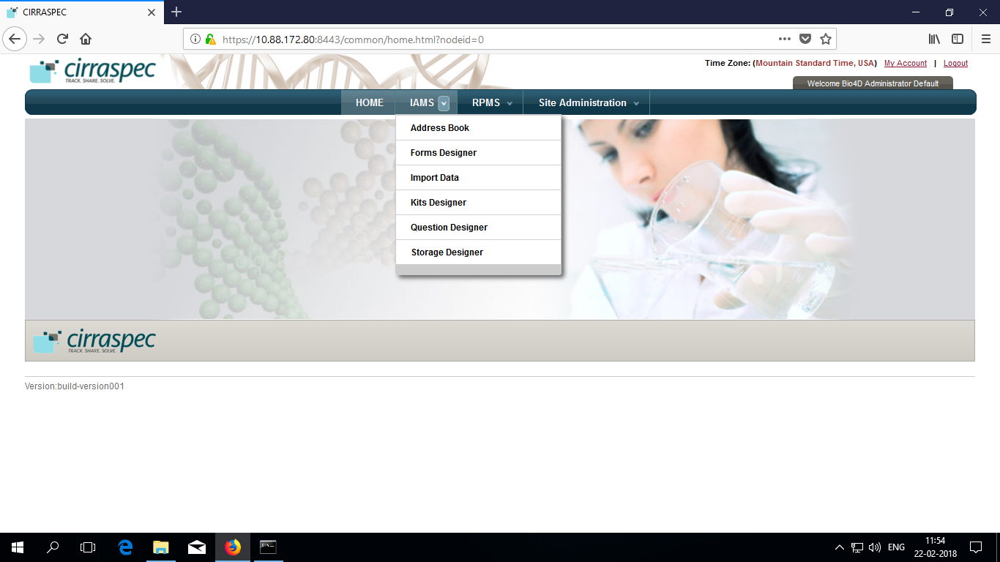 CIRRASPEC
https://10.88.172.80:8443/common/home.html?nodeid=0
cirraspec
TRACK. SHARE. SOLVE.
Time Zone: (Mountain Standard Time, USA) My Account | Logout
Welcome Bio4D Administrator Default
HOME IAMS RPMS Site Administration
Address Book
Forms Designer
Import Data
Kits Designer
Question Designer
Storage Designer
cirraspec
TRACK. SHARE. SOLVE.
Version:build-version001
ENG
11:54
22-02-2018